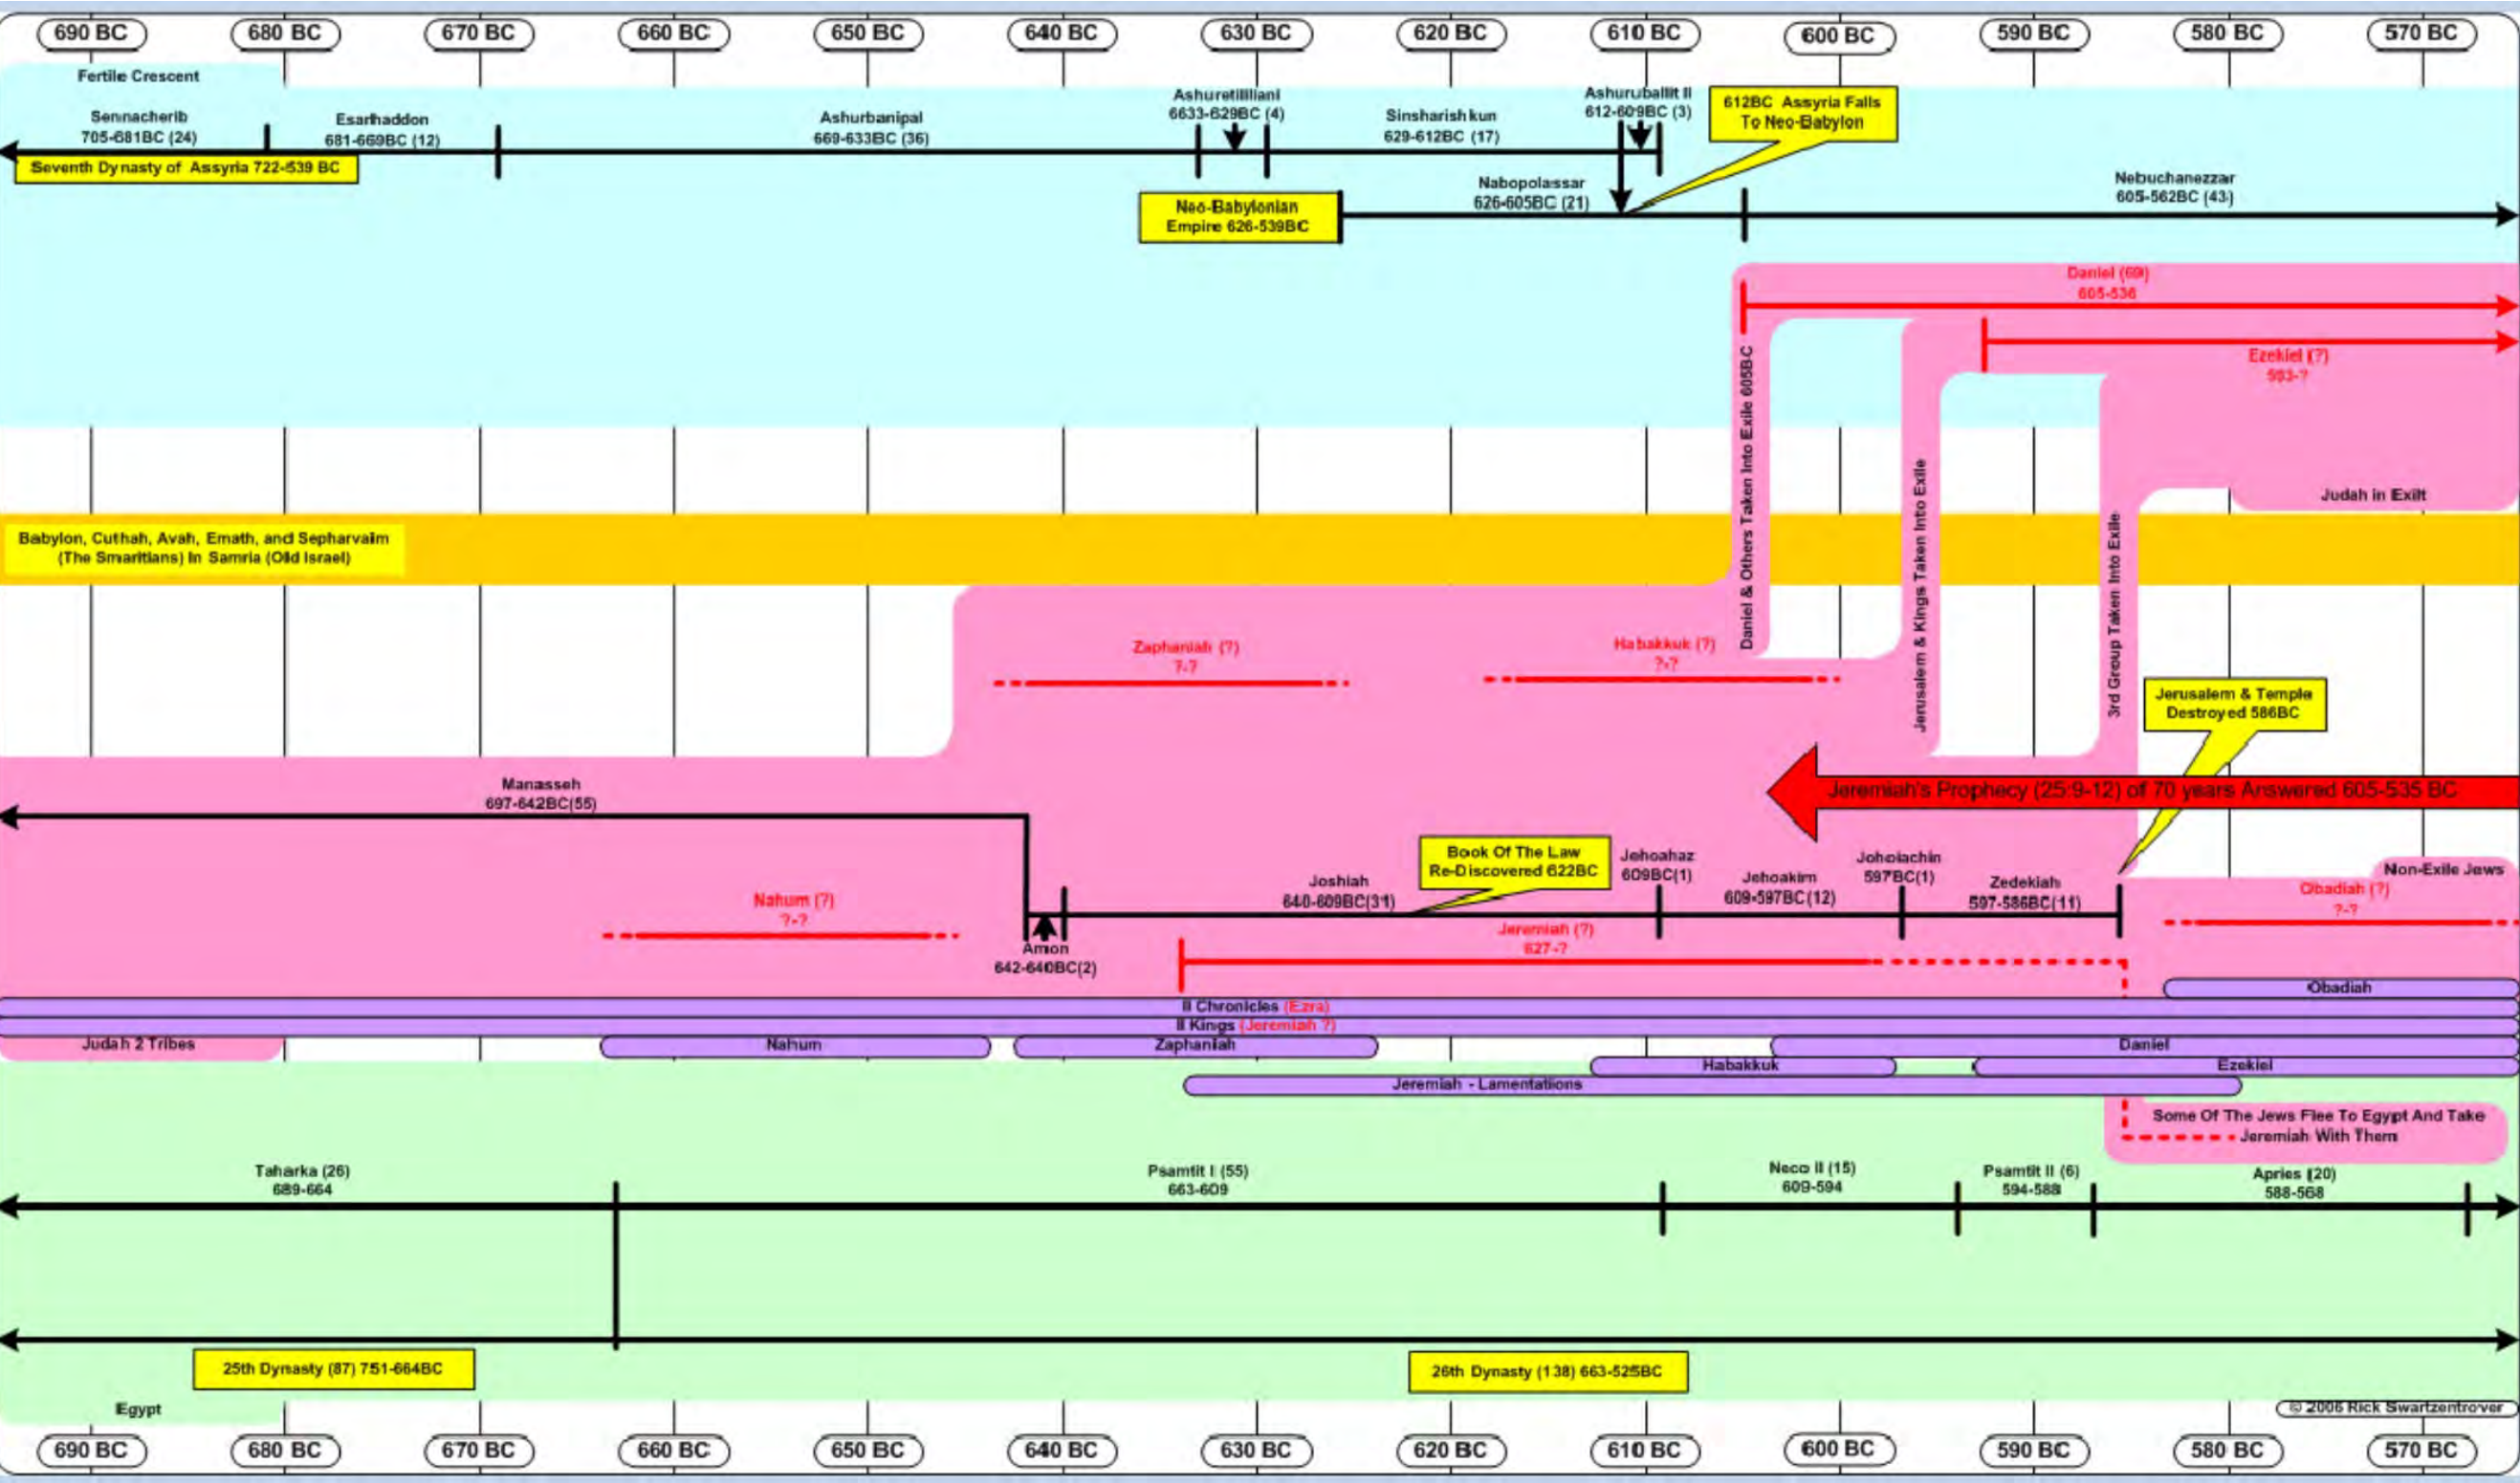 690 BC 680 BC 670 BC 660 BC 650 BC 640 BC 630 BC 620 BC 610 BC 600 BC 590 BC 580 BC 570 BC
Fertile Crescent
Sennacherib
705-681BC (24)
Esarhaddon
681-669BC (12)
Ashurbanipal
669-633BC (36)
Ashuretililiani
6633-629BC (4)
Sinsharishkun
629-612BC (17)
Ashuruballit II
612-609BC (3)
612BC Assyria Falls
To Neo-Babylon
Seventh Dynasty of Assyria 722-539 BC
Neo-Babylonian
Empire 626-539BC
Nabopolassar
626-605BC (21)
Nebuchanezzar
605-562BC (43)
Daniel (69)
605-536
Ezekiel (?)
593-?
Daniel & Others Taken Into Exile 605BC
Jerusalem & Kings Taken Into Exile
3rd Group Taken Into Exile
Judah in Exilt
Babylon, Cuthah, Avah, Emath, and Sepharvaim
(The Smaritians) In Samria (Old Israel)
Zaphaniah (?)
?-?
Habakkuk (?)
?-?
Jerusalem & Temple
Destroyed 586BC
Jeremiah's Prophecy (25:9-12) of 70 years Answered 605-535 BC
Manasseh
697-642BC(55)
Nahum (?)
?-?
Amon
642-640BC(2)
Joshiah
640-609BC(31)
Book Of The Law
Re-Discovered 622BC
Jehoahaz
609BC(1)
Jehoakim
609-597BC(12)
Johoiachin
597BC(1)
Zedekiah
597-586BC(11)
Non-Exile Jews
Obadiah (?)
?-?
Jeremiah (?)
627-?
Obadiah
II Chronicles (Ezra)
II Kings (Jeremiah ?)
Judah 2 Tribes
Nahum
Zaphaniah
Daniel
Habakkuk
Ezekiel
Jeremiah - Lamentations
Some Of The Jews Flee To Egypt And Take
Jeremiah With Them
Taharka (26)
689-664
Psamtit I (55)
663-609
Neco II (15)
609-594
Psamtit II (6)
594-588
Apries (20)
588-568
25th Dynasty (87) 751-664BC
26th Dynasty (138) 663-525BC
Egypt
© 2006 Rick Swartzentrover
690 BC 680 BC 670 BC 660 BC 650 BC 640 BC 630 BC 620 BC 610 BC 600 BC 590 BC 580 BC 570 BC